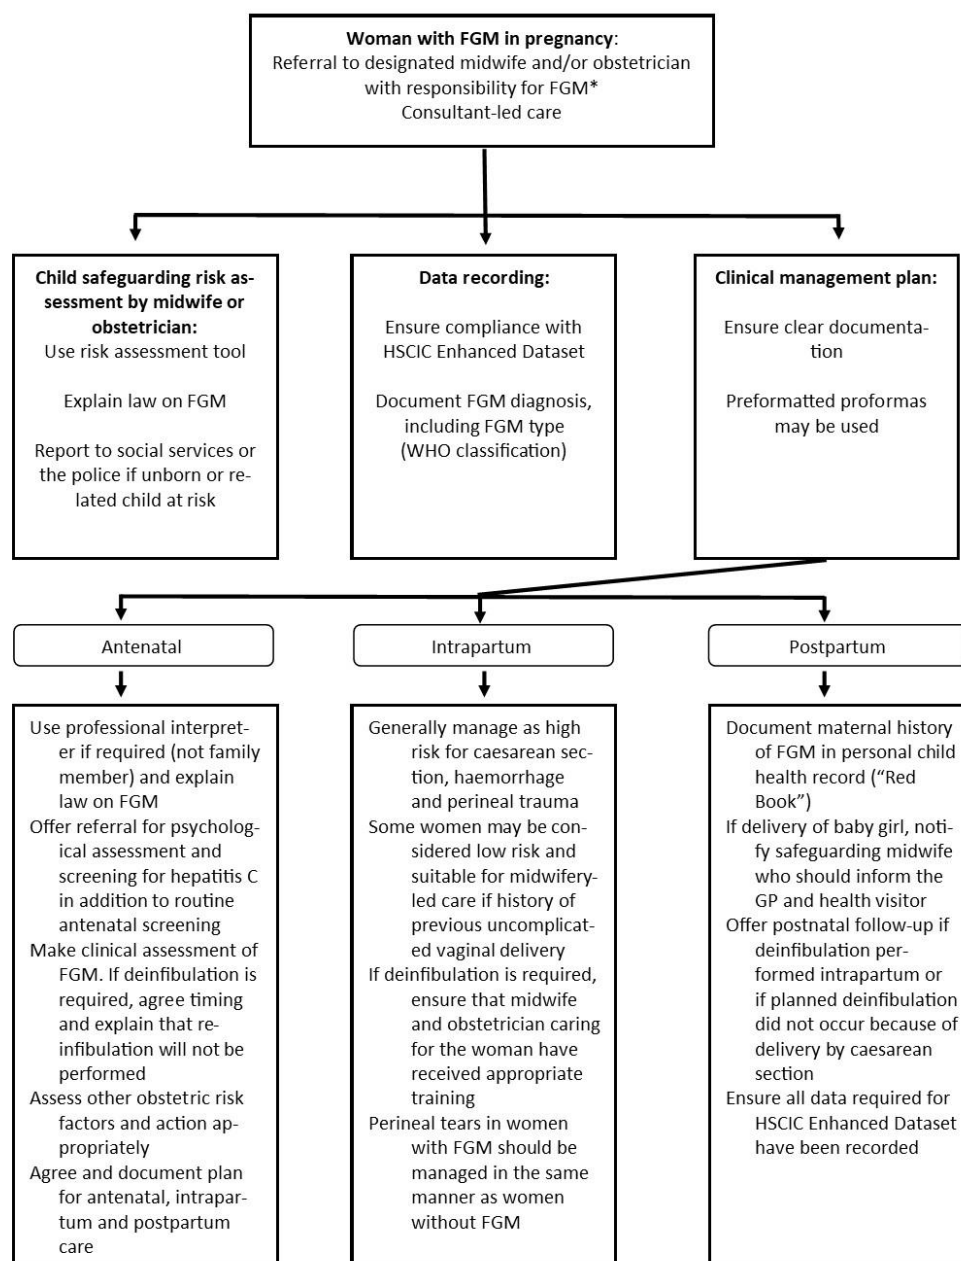 Woman with FGM in pregnancy:
Referral to designated midwife and/or obstetrician
with responsibility for FGM*
Consultant-led care
Child safeguarding risk as-
sessment by midwife or
obstetrician:
Use risk assessment tool
Explain law on FGM
Report to social services or
the police if unborn or re-
lated child at risk
Data recording:
Ensure compliance with
HSCIC Enhanced Dataset
Document FGM diagnosis,
including FGM type
(WHO classification)
Clinical management plan:
Ensure clear documenta-
tion
Preformatted proformas
may be used
Antenatal
Intrapartum
Postpartum
Use professional interpret-
er if required (not family
member) and explain
law on FGM
Offer referral for psycholog-
ical assessment and
screening for hepatitis C
in addition to routine
antenatal screening
Make clinical assessment of
FGM. If deinfibulation is
required, agree timing
and explain that re-
infibulation will not be
performed
Assess other obstetric risk
factors and action ap-
propriately
Agree and document plan
for antenatal, intrapar-
tum and postpartum
care
Generally manage as high
risk for caesarean sec-
tion, haemorrhage
and perineal trauma
Some women may be con-
sidered low risk and
suitable for midwifery-
led care if history of
previous uncomplicat-
ed vaginal delivery
If deinfibulation is required,
ensure that midwife
and obstetrician caring
for the woman have
received appropriate
training
Perineal tears in women
with FGM should be
managed in the same
manner as women
without FGM
Document maternal history
of FGM in personal child
health record (“Red
Book”)
If delivery of baby girl, noti-
fy safeguarding midwife
who should inform the
GP and health visitor
Offer postnatal follow-up if
deinfibulation per-
formed intrapartum or
if planned deinfibulation
did not occur because of
delivery by caesarean
section
Ensure all data required for
HSCIC Enhanced Dataset
have been recorded